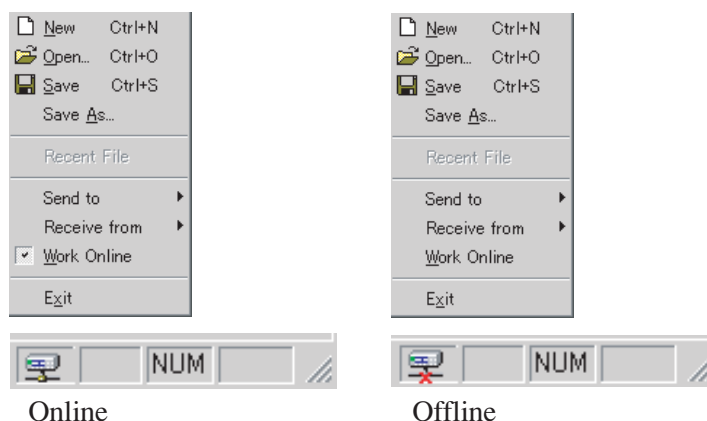 New Ctrl+N
Open... Ctrl+O
Save Ctrl+S
Save As...
Recent File
Send to
Receive from
Work Online
Exit
NUM
Online
New Ctrl+N
Open... Ctrl+O
Save Ctrl+S
Save As...
Recent File
Send to
Receive from
Work Online
Exit
NUM
Offline